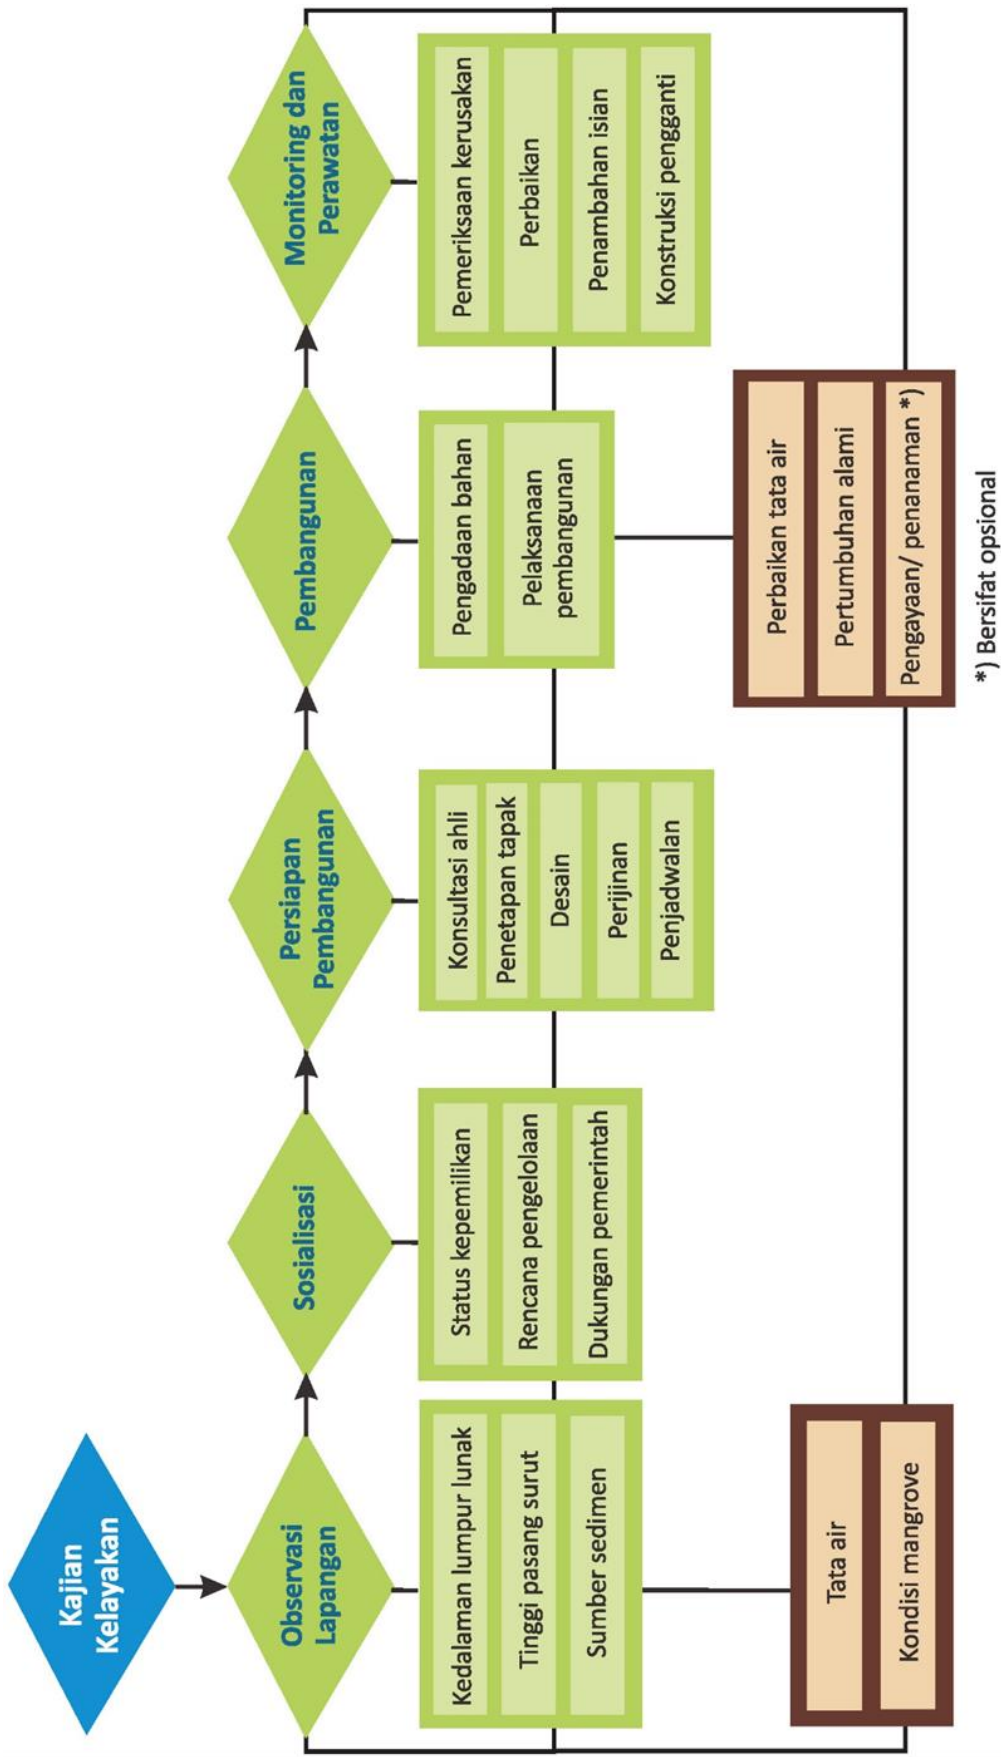 Kajian
Kelayakan
Observasi
Lapangan
Sosialisasi
Persiapan
Pembangunan
Pembangunan
Monitoring dan
Perawatan
Kedalaman lumpur lunak
Tinggi pasang surut
Sumber sedimen
Status kepemilikan
Rencana pengelolaan
Dukungan pemerintah
Konsultasi ahli
Penetapan tapak
Desain
Perijinan
Penjadwalan
Pengadaan bahan
Pelaksanaan
pembangunan
Pemeriksaan kerusakan
Perbaikan
Penambahan isian
Konstruksi pengganti
Tata air
Kondisi mangrove
Perbaikan tata air
Pertumbuhan alami
Pengayaan/ penanaman *)
*) Bersifat opsional